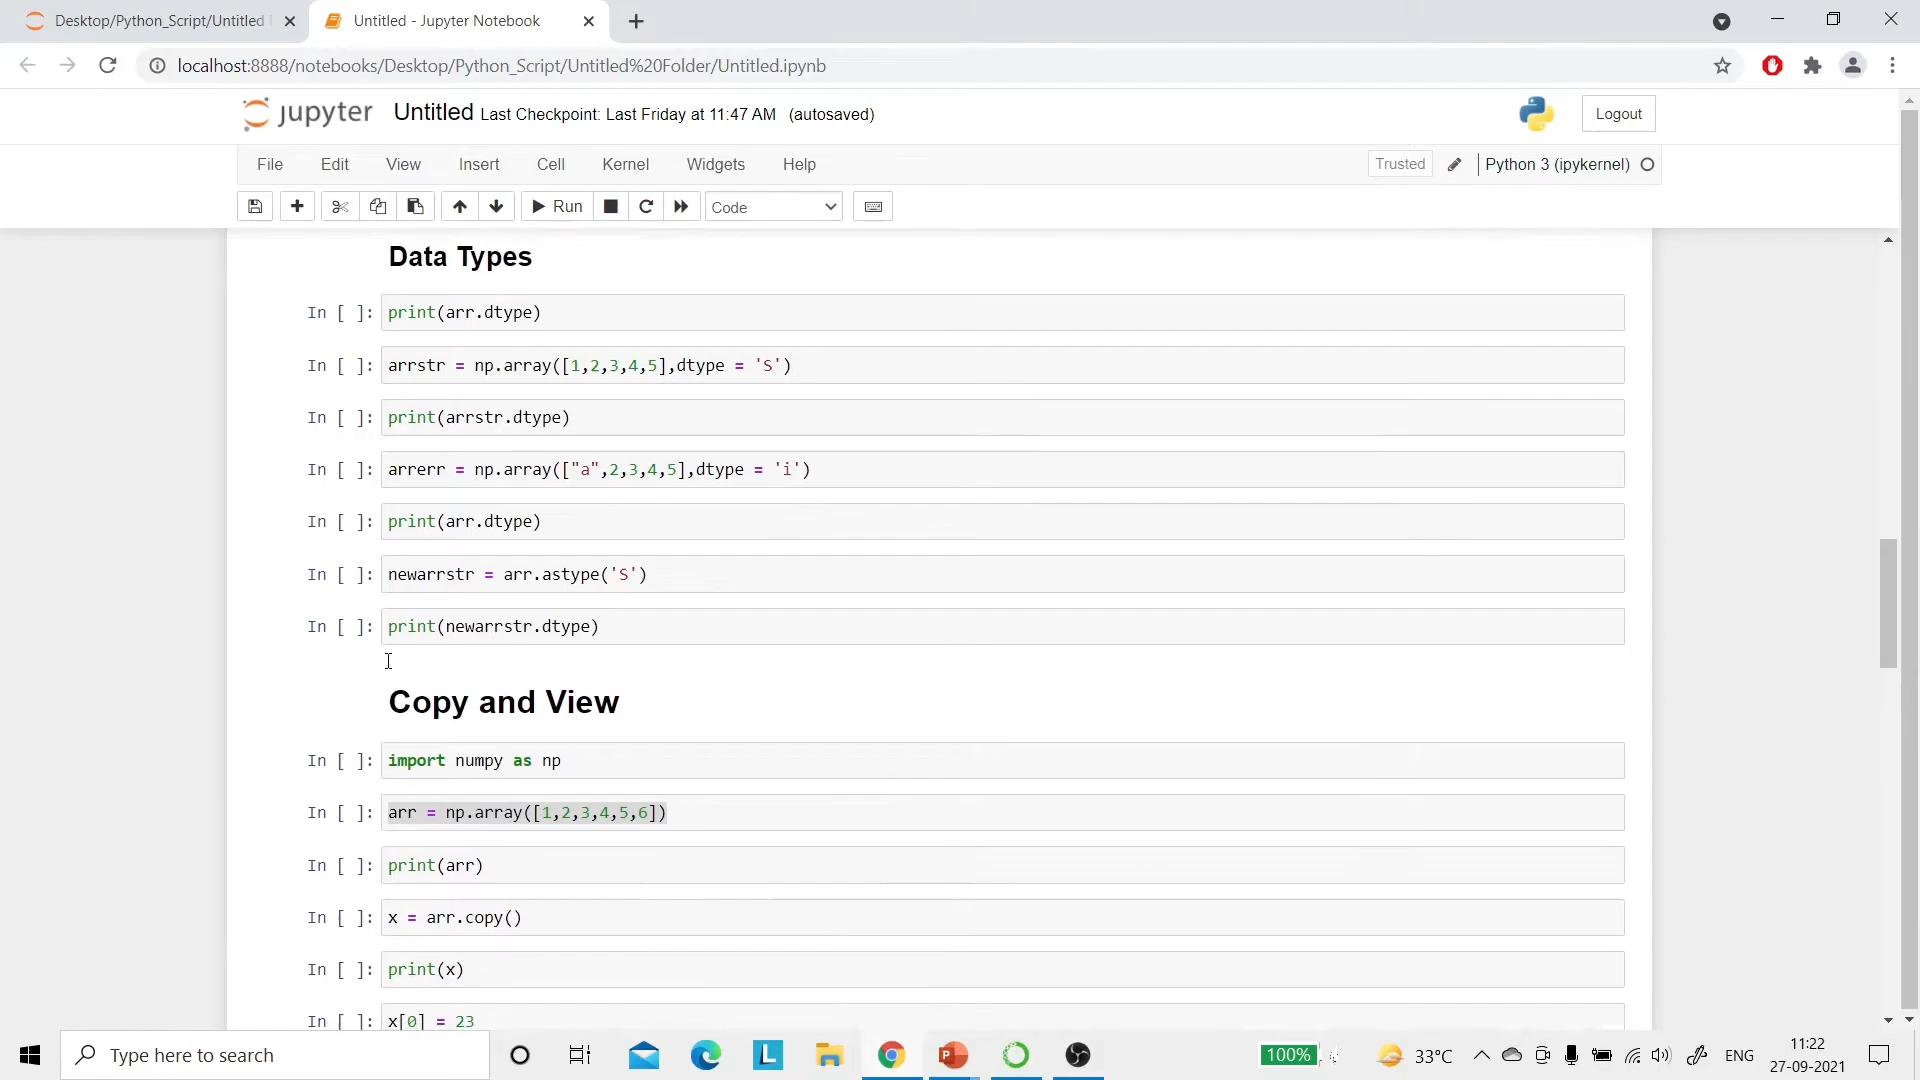 Desktop/Python_Script/Untitled
Untitled - Jupyter Notebook
localhost:8888/notebooks/Desktop/Python_Script/Untitled%20Folder/Untitled.ipynb
jupyter Untitled Last Checkpoint: Last Friday at 11:47 AM (autosaved)
Logout
File Edit View Insert Cell Kernel Widgets Help
Trusted Python 3 (ipykernel)
Run Code
Data Types
In [ ]: print(arr.dtype)
In [ ]: arrstr = np.array([1,2,3,4,5],dtype = 'S')
In [ ]: print(arrstr.dtype)
In [ ]: arrerr = np.array(["a",2,3,4,5],dtype = 'i')
In [ ]: print(arr.dtype)
In [ ]: newarrstr = arr.astype('S')
In [ ]: print(newarrstr.dtype)
Copy and View
In [ ]: import numpy as np
In [ ]: arr = np.array([1,2,3,4,5,6])
In [ ]: print(arr)
In [ ]: x = arr.copy()
In [ ]: print(x)
In [ ]: x[0] = 23
Type here to search
L
100%
33°C
ENG
11:22
27-09-2021